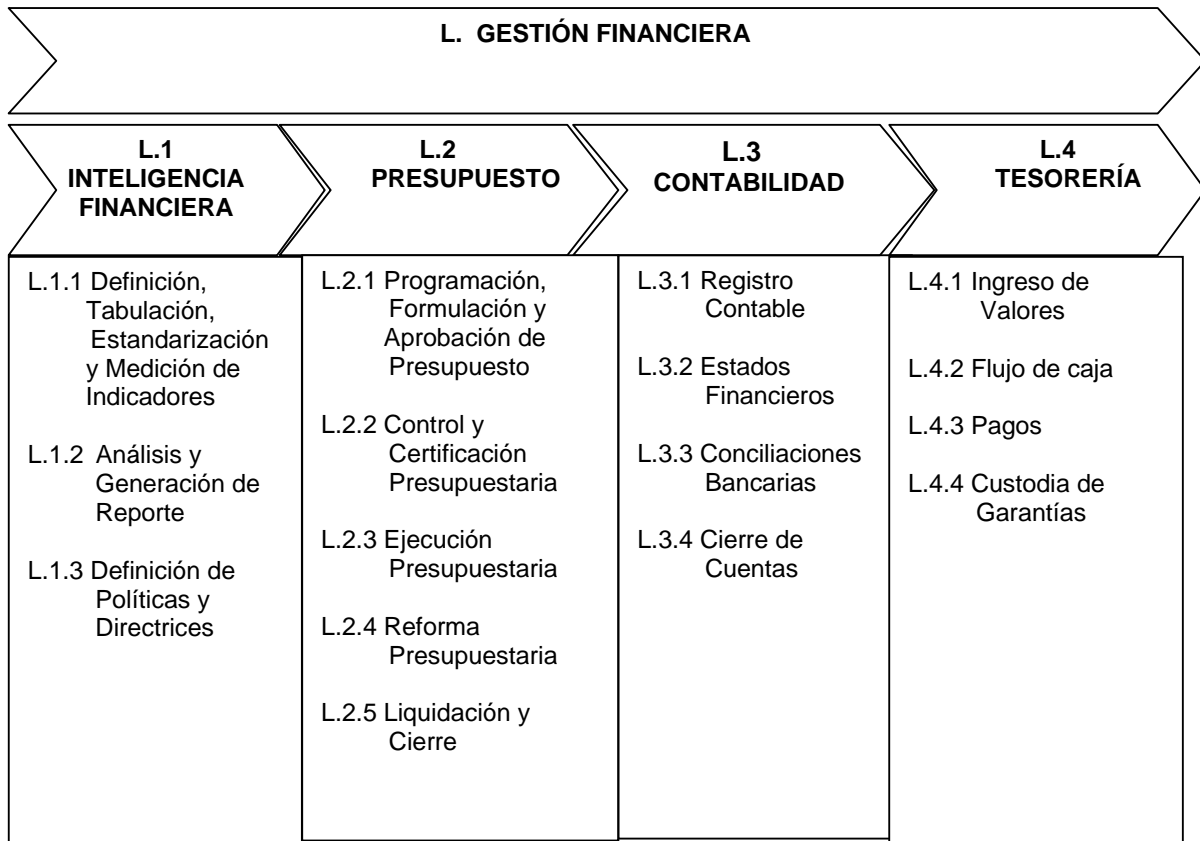 L. GESTIÓN FINANCIERA
L.1
INTELIGENCIA
FINANCIERA
L.2
PRESUPUESTO
L.3
CONTABILIDAD
L.4
TESORERÍA
L.1.1 Definición,
Tabulación,
Estandarización
y Medición de
Indicadores
L.1.2 Análisis y
Generación de
Reporte
L.1.3 Definición de
Políticas y
Directrices
L.2.1 Programación,
Formulación y
Aprobación de
Presupuesto
L.2.2 Control y
Certificación
Presupuestaria
L.2.3 Ejecución
Presupuestaria
L.2.4 Reforma
Presupuestaria
L.2.5 Liquidación y
Cierre
L.3.1 Registro
Contable
L.3.2 Estados
Financieros
L.3.3 Conciliaciones
Bancarias
L.3.4 Cierre de
Cuentas
L.4.1 Ingreso de
Valores
L.4.2 Flujo de caja
L.4.3 Pagos
L.4.4 Custodia de
Garantías